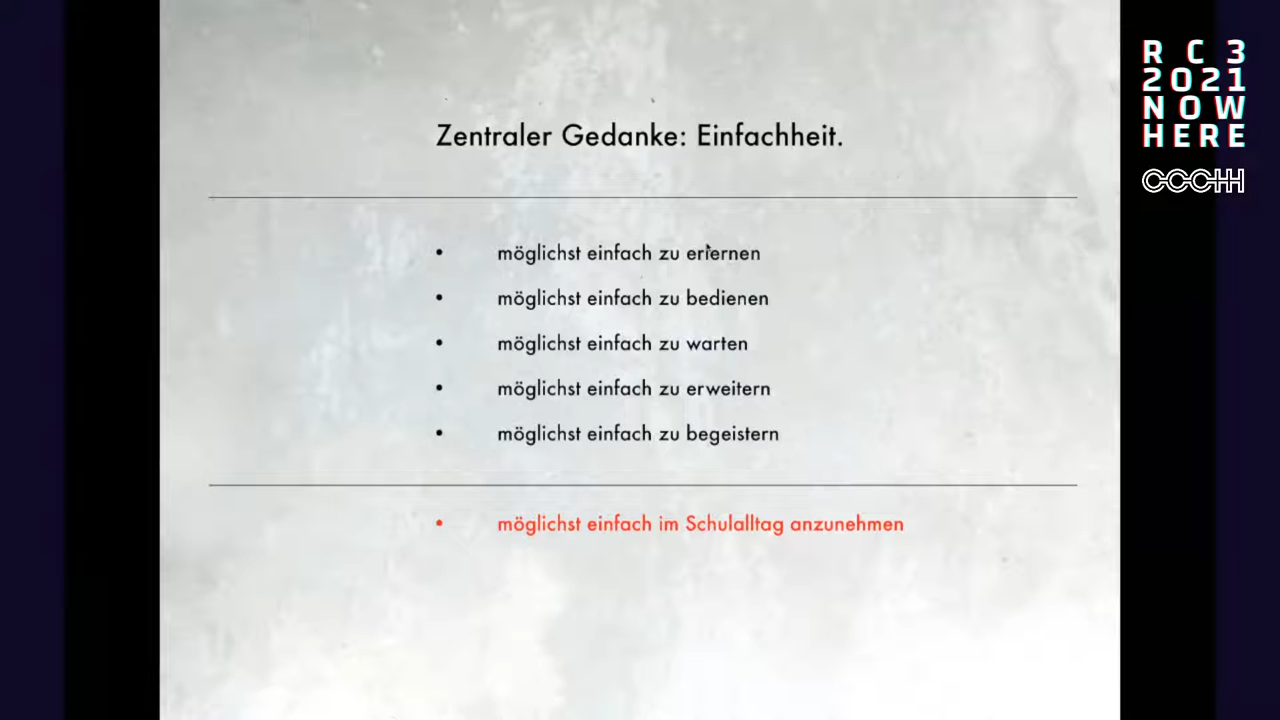 Zentraler Gedanke: Einfachheit.
• möglichst einfach zu erlernen
• möglichst einfach zu bedienen
• möglichst einfach zu warten
• möglichst einfach zu erweitern
• möglichst einfach zu begeistern
• möglichst einfach im Schulalltag anzunehmen
RC3
2021
NOW
HERE
CCCHH